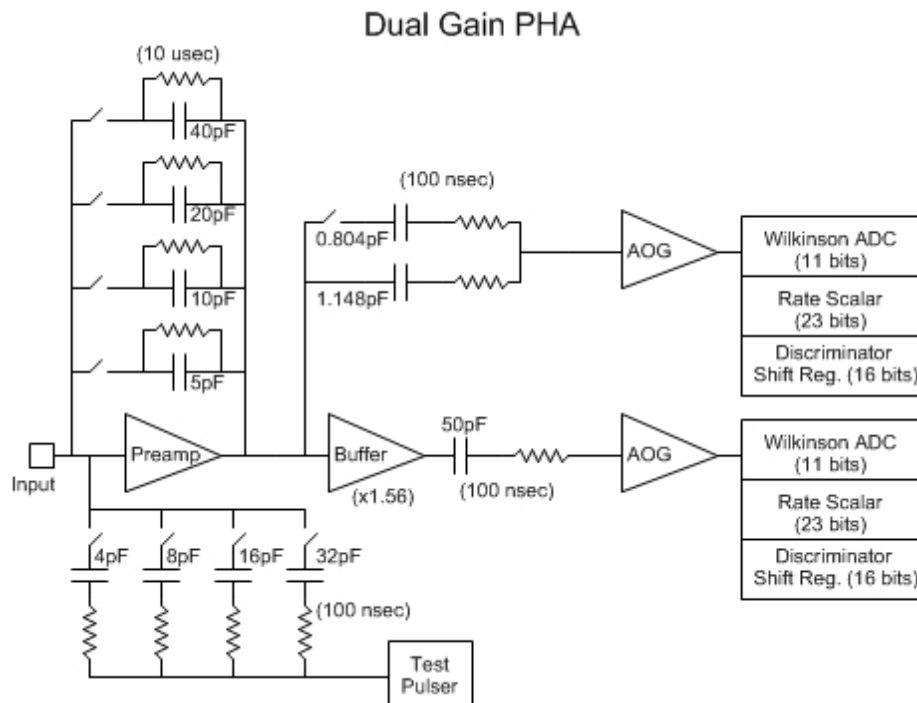 Dual Gain PHA
(10 usec)
40pF
20pF
10pF
5pF
(100 nsec)
0.804pF
1.148pF
AOG
Wilkinson ADC
(11 bits)
Rate Scalar
(23 bits)
Discriminator
Shift Reg. (16 bits)
Input
Preamp
Buffer
(x1.56)
50pF
(100 nsec)
AOG
Wilkinson ADC
(11 bits)
Rate Scalar
(23 bits)
Discriminator
Shift Reg. (16 bits)
4pF
8pF
16pF
32pF
(100 nsec)
Test
Pulser